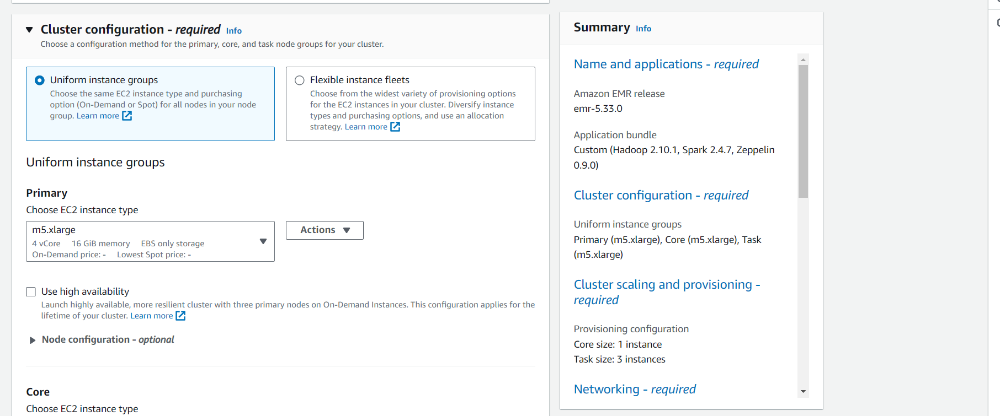 Cluster configuration - required Info
Choose a configuration method for the primary, core, and task node groups for your cluster.
Uniform instance groups
Choose the same EC2 instance type and purchasing
option (On-Demand or Spot) for all nodes in your node
group. Learn more
Flexible instance fleets
Choose from the widest variety of provisioning options
for the EC2 instances in your cluster. Diversify instance
types and purchasing options, and use an allocation
strategy. Learn more
Uniform instance groups
Primary
Choose EC2 instance type
m5.xlarge
4 vCore 16 GiB memory EBS only storage
On-Demand price: - Lowest Spot price: -
Actions
Use high availability
Launch highly available, more resilient cluster with three primary nodes on On-Demand Instances. This configuration applies for the
lifetime of your cluster. Learn more
Node configuration - optional
Core
Choose EC2 instance type
Summary Info
Name and applications - required
Amazon EMR release
emr-5.33.0
Application bundle
Custom (Hadoop 2.10.1, Spark 2.4.7, Zeppelin
0.9.0)
Cluster configuration - required
Uniform instance groups
Primary (m5.xlarge), Core (m5.xlarge), Task
(m5.xlarge)
Cluster scaling and provisioning -
required
Provisioning configuration
Core size: 1 instance
Task size: 3 instances
Networking - required